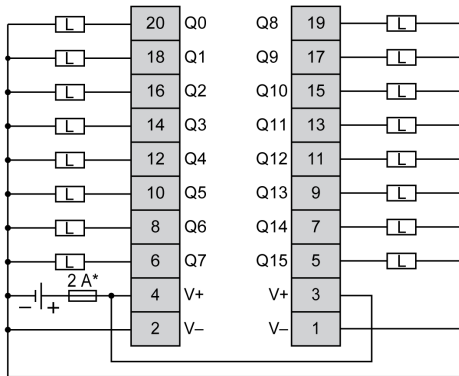 L 20 Q0 Q8 19 L
L 18 Q1 Q9 17 L
L 16 Q2 Q10 15 L
L 14 Q3 Q11 13 L
L 12 Q4 Q12 11 L
L 10 Q5 Q13 9 L
L 8 Q6 Q14 7 L
L 6 Q7 Q15 5 L
2 A*
− + 4 V+ V+ 3
2 V− V− 1